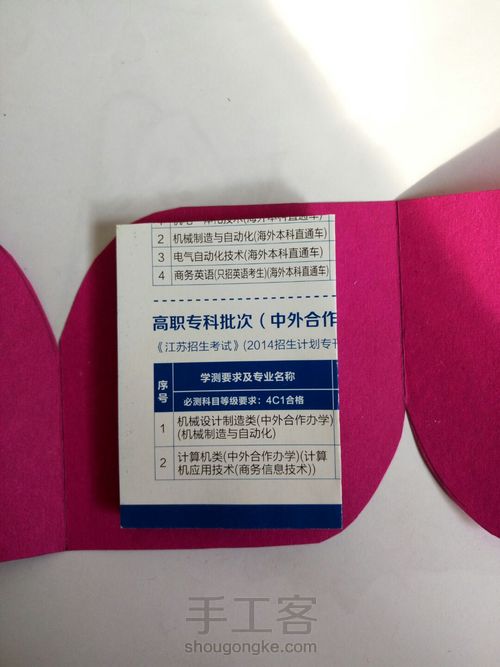 2 机械制造与自动化(海外本科直通车)
3 电气自动化技术(海外本科直通车)
4 商务英语(只招英语考生)(海外本科直通车)
高职专科批次(中外合作
《江苏招生考试》(2014招生计划专刊
序号 学测要求及专业名称
必测科目等级要求:4C1合格
1 机械设计制造类(中外合作办学)
(机械制造与自动化)
2 计算机类(中外合作办学)(计算
机应用技术(商务信息技术))
手工客
shougongke.com